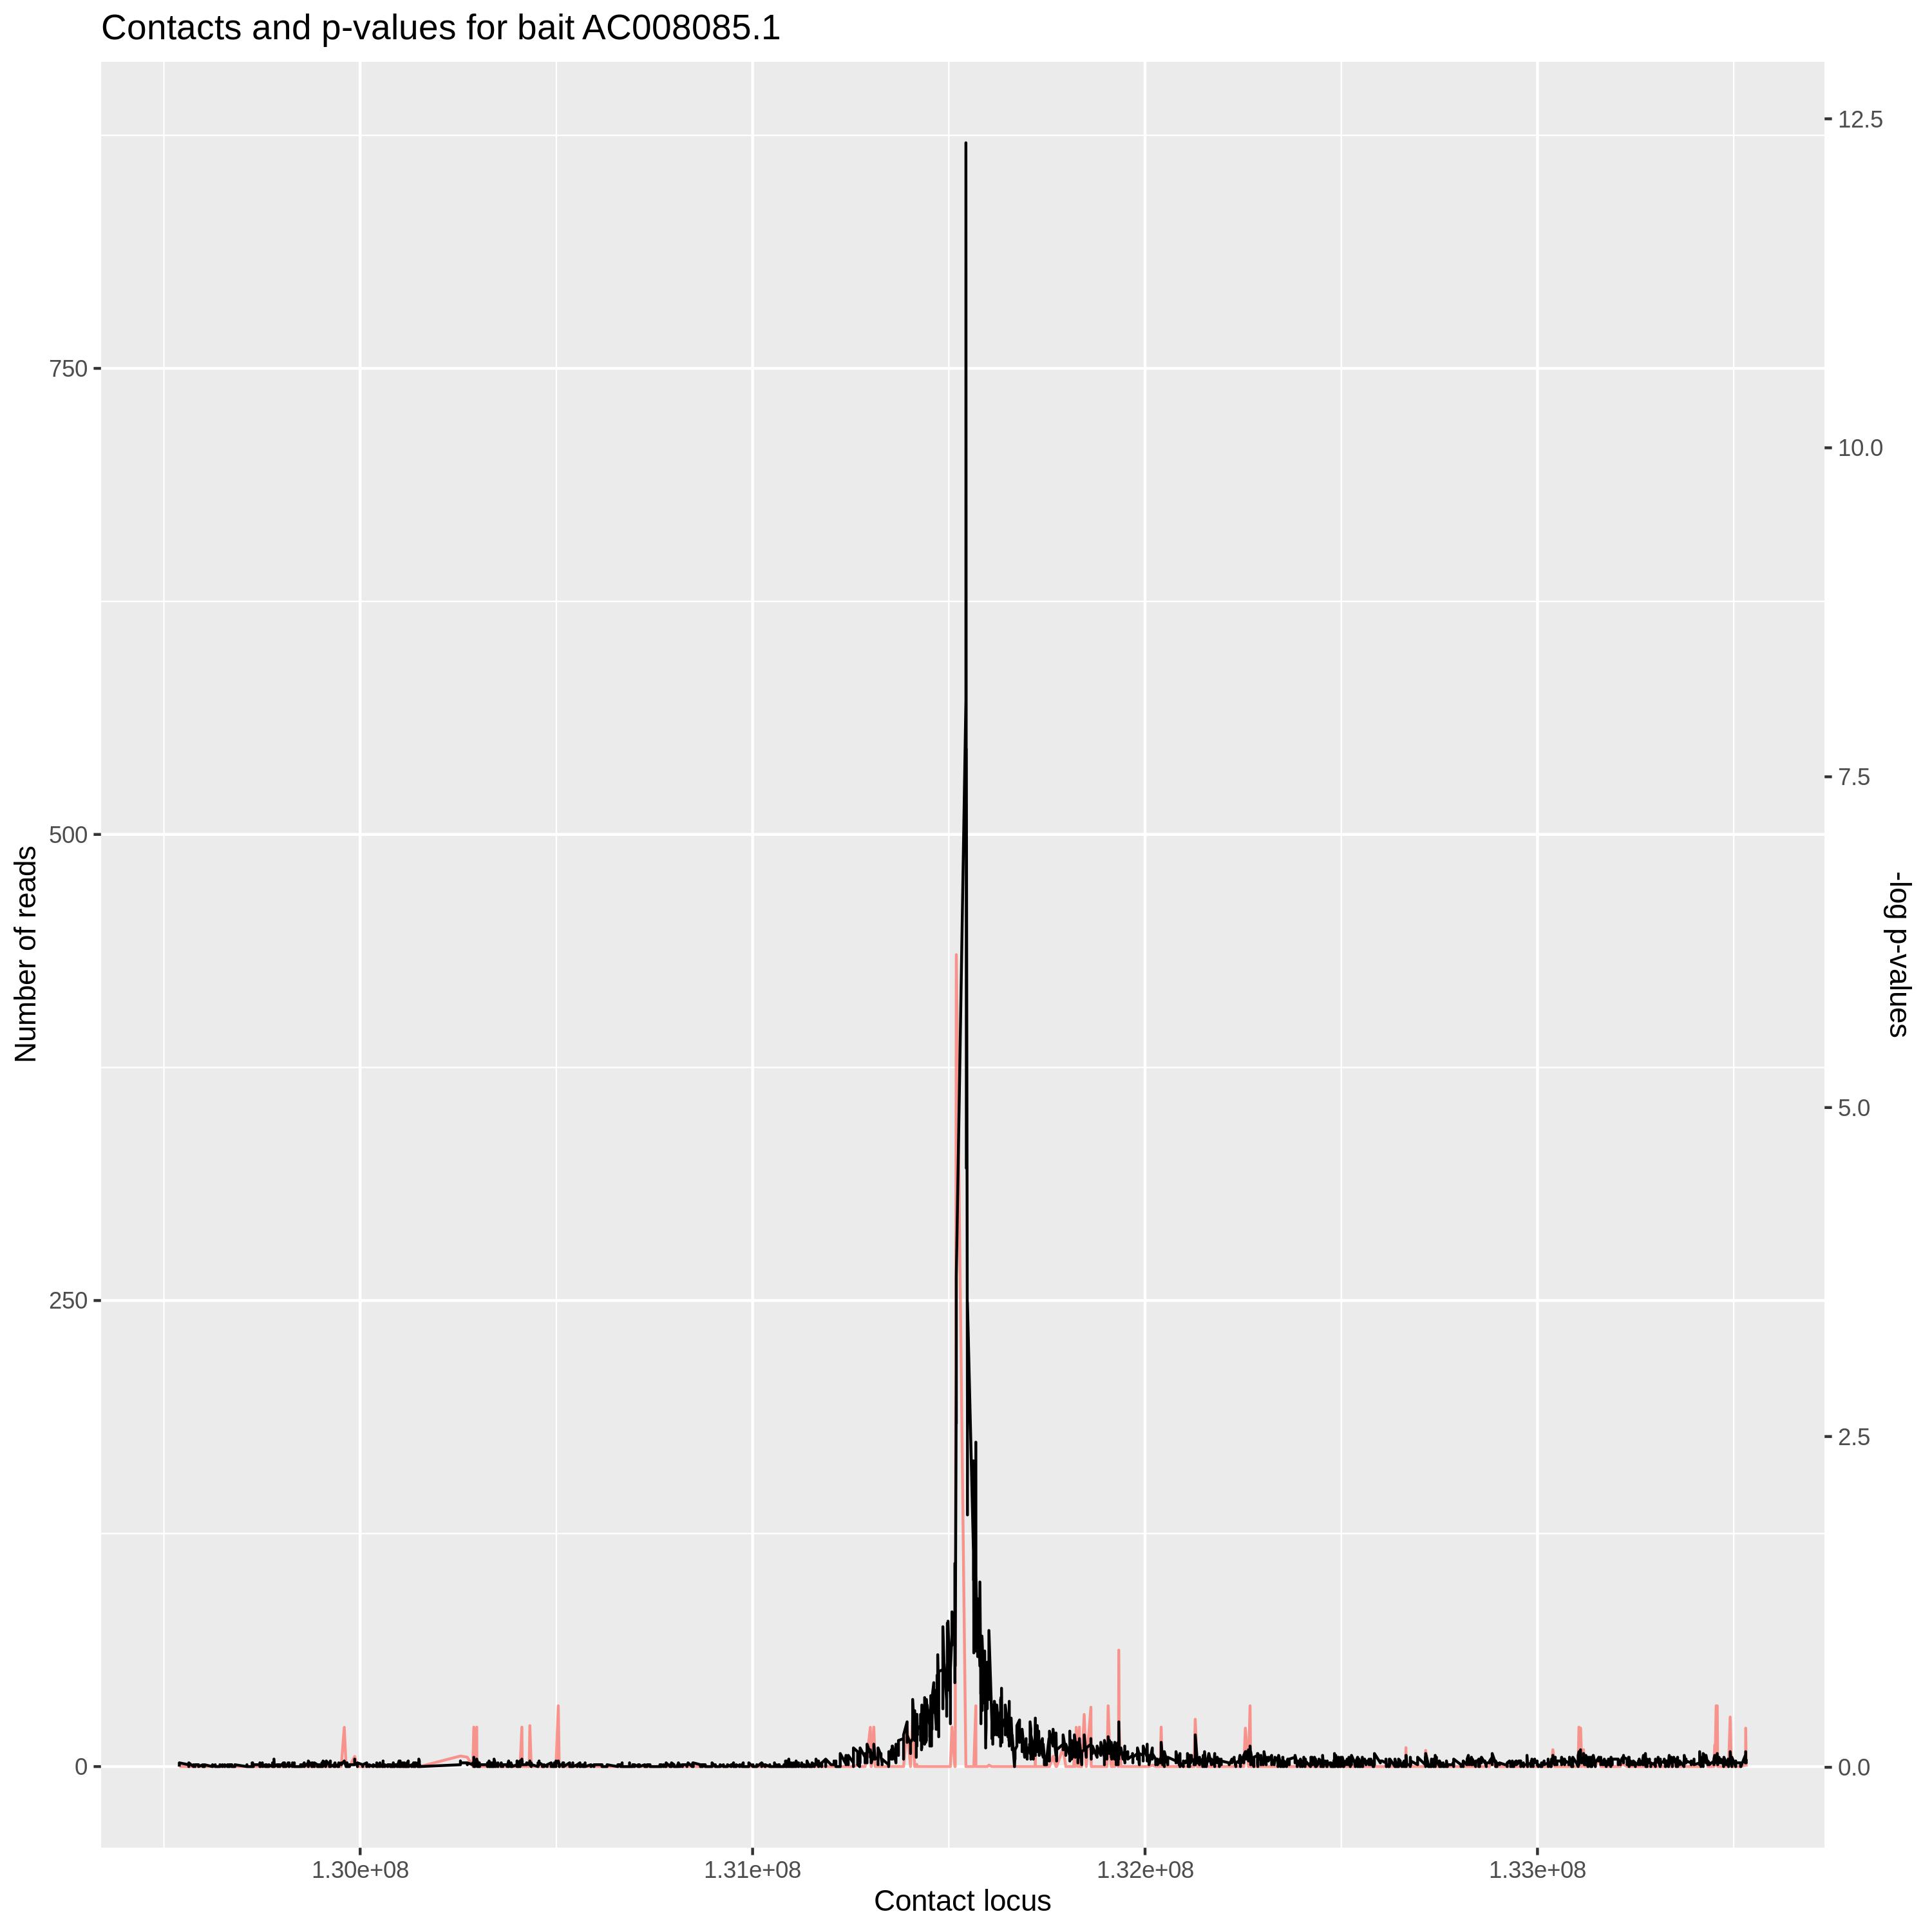 Contacts and p-values for bait AC008085.1
12.5
750
10.0
7.5
500
Number of reads
-log p-values
5.0
250
2.5
0
0.0
1.30e+08
1.31e+08
1.32e+08
1.33e+08
Contact locus